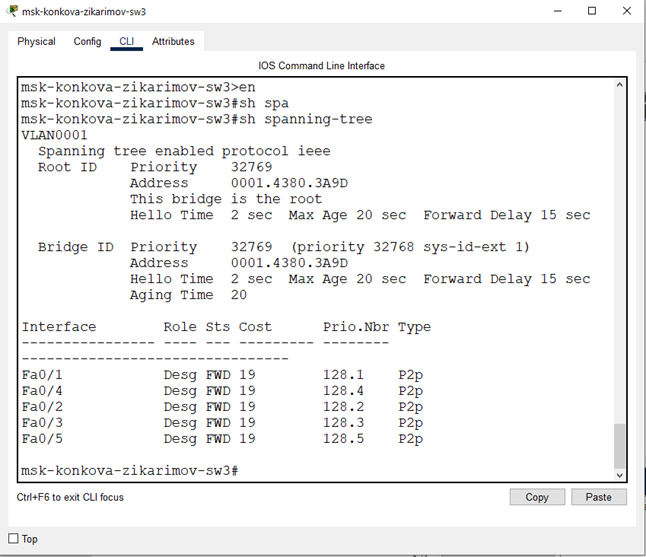 msk-konkova-zikarimov-sw3
Physical Config CLI Attributes
IOS Command Line Interface
msk-konkova-zikarimov-sw3>en
msk-konkova-zikarimov-sw3#sh spa
msk-konkova-zikarimov-sw3#sh spanning-tree
VLAN0001
  Spanning tree enabled protocol ieee
  Root ID    Priority    32769
             Address     0001.4380.3A9D
             This bridge is the root
             Hello Time  2 sec  Max Age 20 sec  Forward Delay 15 sec
  Bridge ID  Priority    32769  (priority 32768 sys-id-ext 1)
             Address     0001.4380.3A9D
             Hello Time  2 sec  Max Age 20 sec  Forward Delay 15 sec
             Aging Time  20
Interface        Role Sts Cost      Prio.Nbr Type
---------------- ---- --- --------- --------
--------------------------------
Fa0/1            Desg FWD 19        128.1    P2p
Fa0/4            Desg FWD 19        128.4    P2p
Fa0/2            Desg FWD 19        128.2    P2p
Fa0/3            Desg FWD 19        128.3    P2p
Fa0/5            Desg FWD 19        128.5    P2p
msk-konkova-zikarimov-sw3#
Ctrl+F6 to exit CLI focus Copy Paste
Top